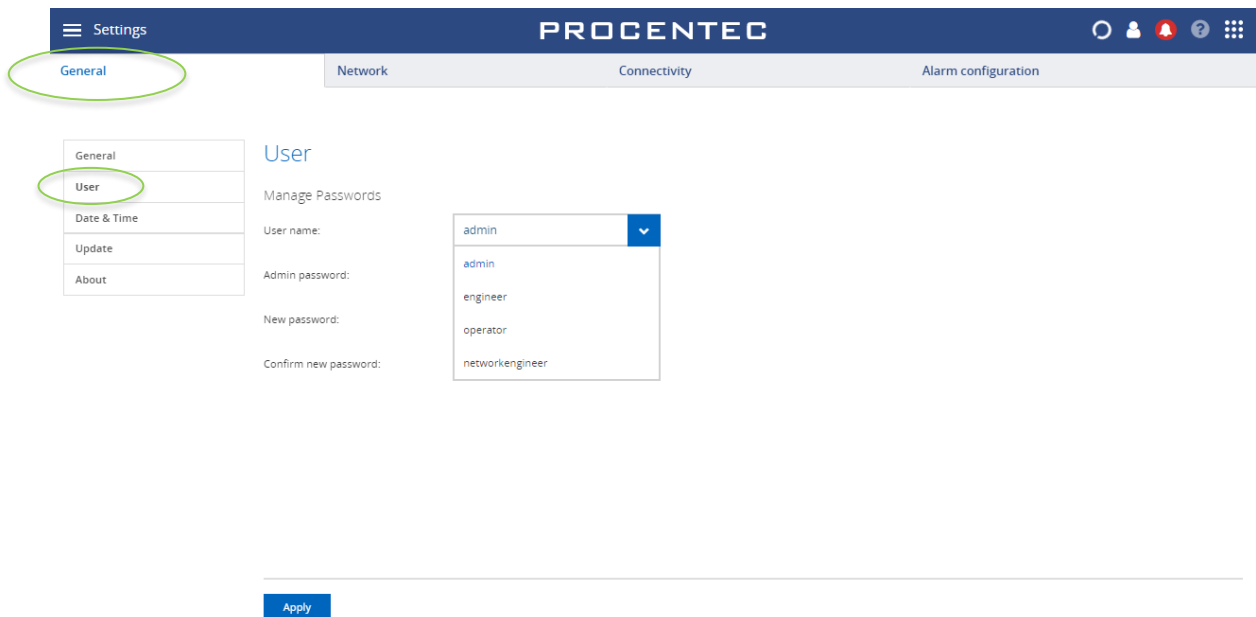 Settings
PROCENTEC
General Network Connectivity Alarm configuration
General
User
Date & Time
Update
About
User
Manage Passwords
User name: admin
admin
Admin password:
engineer
New password:
operator
Confirm new password: networkengineer
Apply